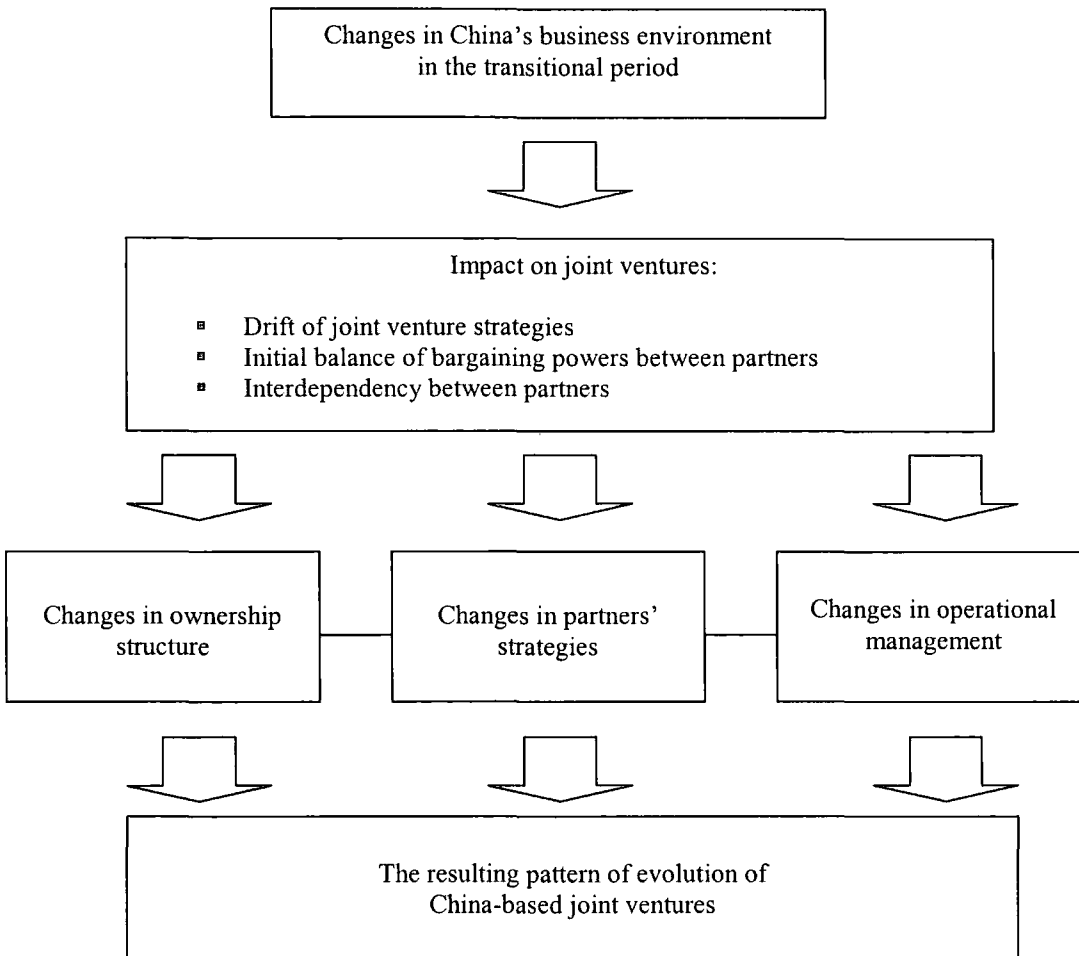 Changes in China's business environment
in the transitional period
Impact on joint ventures:
▪ Drift of joint venture strategies
▪ Initial balance of bargaining powers between partners
▪ Interdependency between partners
Changes in ownership
structure
Changes in partners'
strategies
Changes in operational
management
The resulting pattern of evolution of
China-based joint ventures